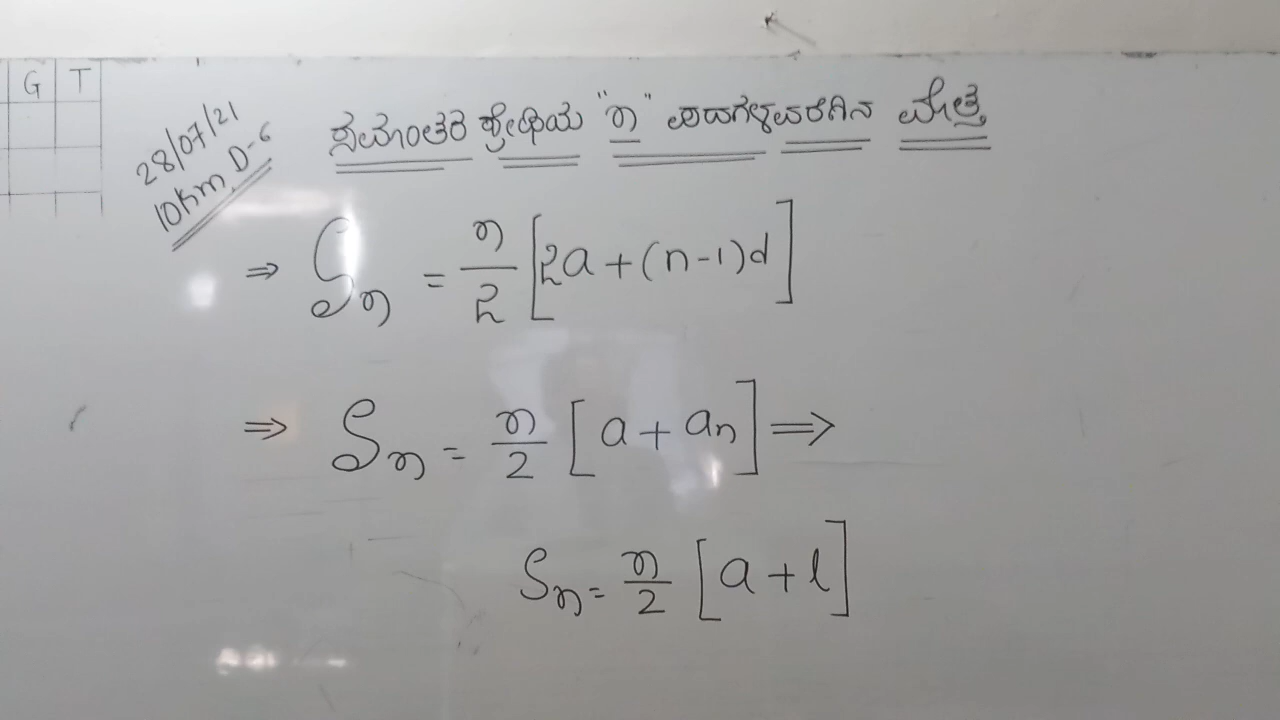 G T
28/07/21
10Km D-6
ಸಮಾಂತರ ಶ್ರೇಢಿಯ "n" ಪದಗಳವರೆಗಿನ ಮೊತ್ತ
⇒ Sn = n/2 [2a + (n-1)d]
⇒ Sn = n/2 [a + an] ⇒
Sn = n/2 [a + l]